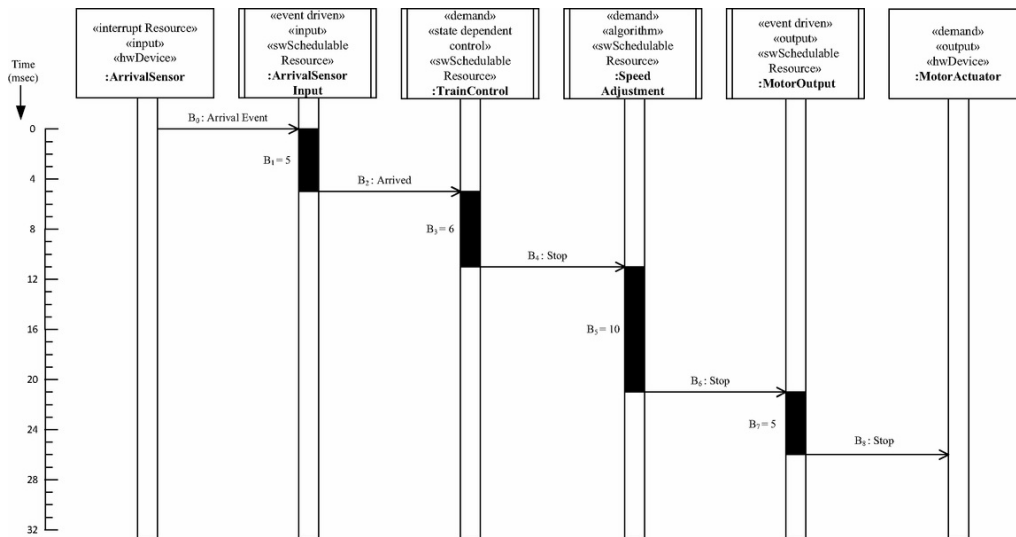 «interrupt Resource»
«input»
«hwDevice»
:ArrivalSensor
«event driven»
«input»
«swSchedulable
Resource»
:ArrivalSensor
Input
«demand»
«state dependent
control»
«swSchedulable
Resource»
:TrainControl
«demand»
«algorithm»
«swSchedulable
Resource»
:Speed
Adjustment
«event driven»
«output»
«swSchedulable
Resource»
:MotorOutput
«demand»
«output»
«hwDevice»
:MotorActuator
Time
(msec)
0
4
8
12
16
20
24
28
32
B₀ : Arrival Event
B₁ = 5
B₂ : Arrived
B₃ = 6
B₄ : Stop
B₅ = 10
B₆ : Stop
B₇ = 5
B₈ : Stop